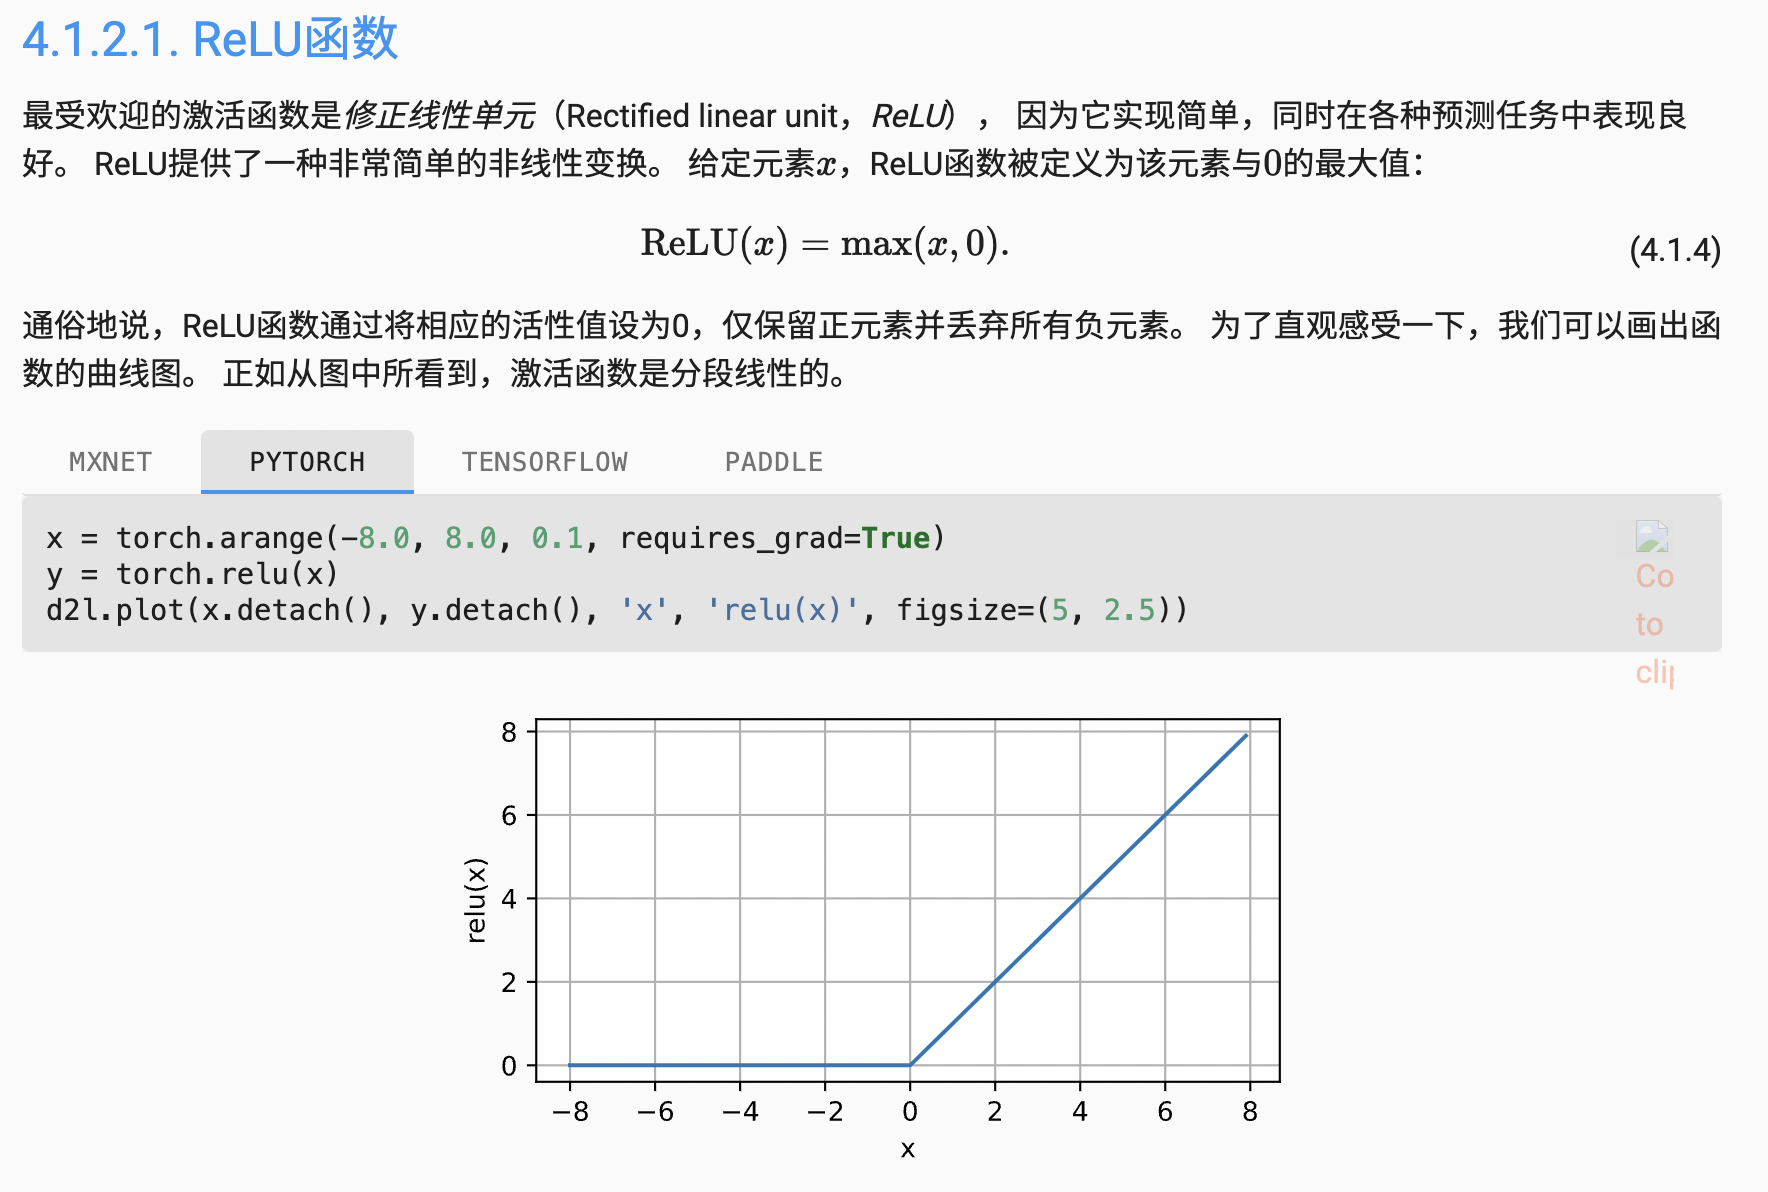 4.1.2.1. ReLU函数
最受欢迎的激活函数是修正线性单元（Rectified linear unit，ReLU）， 因为它实现简单，同时在各种预测任务中表现良
好。 ReLU提供了一种非常简单的非线性变换。 给定元素x，ReLU函数被定义为该元素与0的最大值：
ReLU(x) = max(x, 0).
(4.1.4)
通俗地说，ReLU函数通过将相应的活性值设为0，仅保留正元素并丢弃所有负元素。 为了直观感受一下，我们可以画出函
数的曲线图。 正如从图中所看到，激活函数是分段线性的。
MXNET PYTORCH TENSORFLOW PADDLE
x = torch.arange(-8.0, 8.0, 0.1, requires_grad=True)
y = torch.relu(x)
d2l.plot(x.detach(), y.detach(), 'x', 'relu(x)', figsize=(5, 2.5))
Co
to
8
6
4
2
0
relu(x)
−8 −6 −4 −2 0 2 4 6 8
x